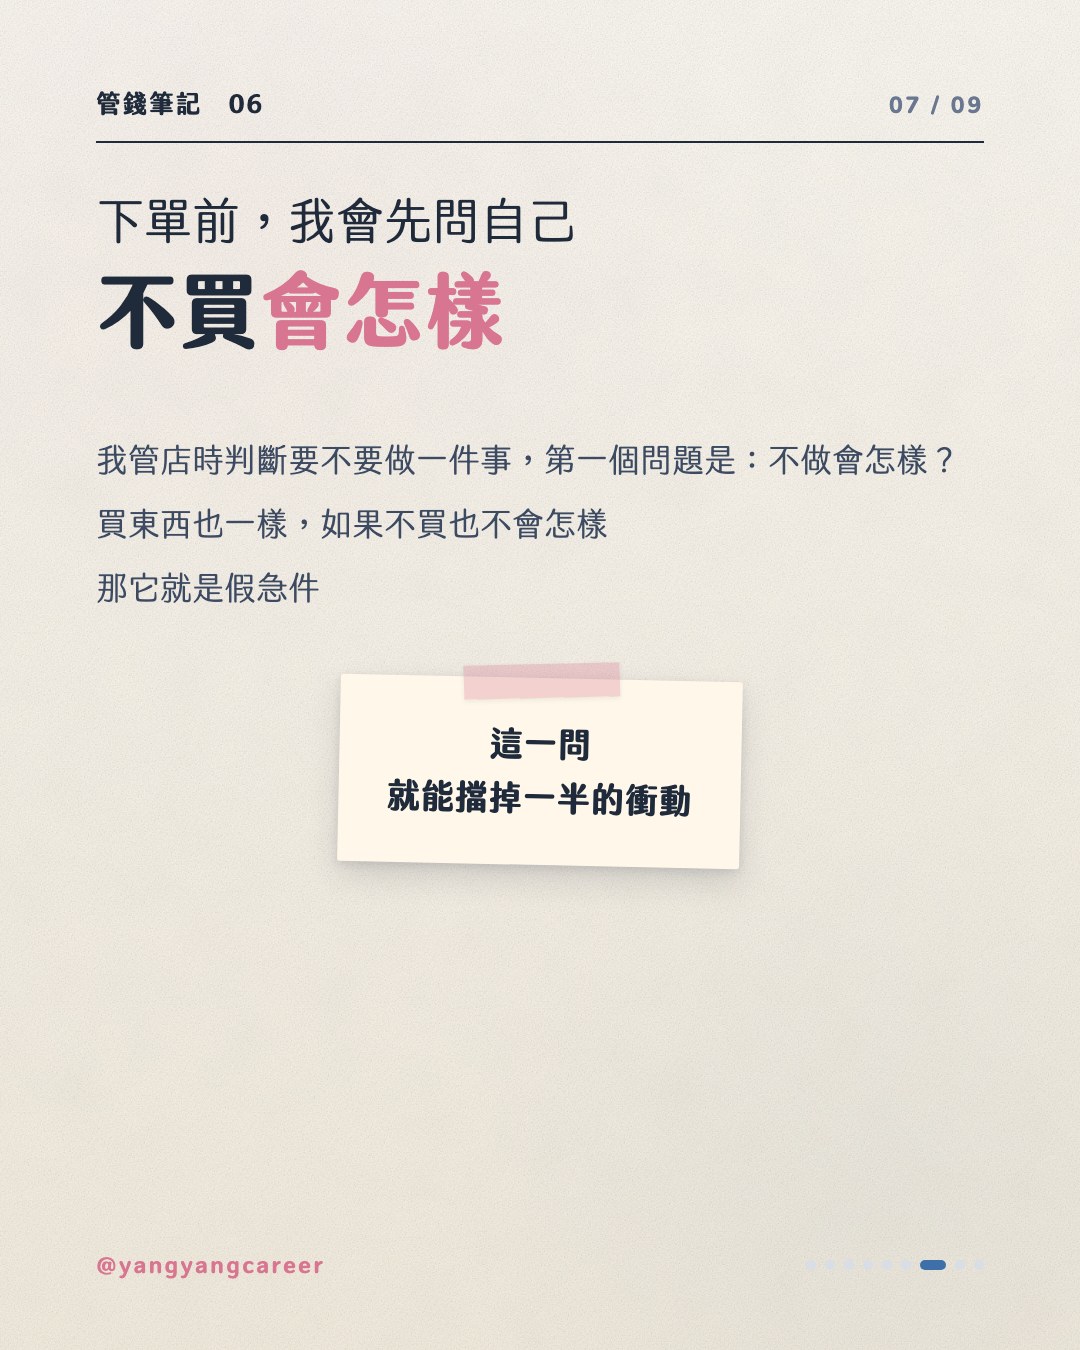 管錢筆記 06
07 / 09
下單前，我會先問自己
不買會怎樣
我管店時判斷要不要做一件事，第一個問題是：不做會怎樣？
買東西也一樣，如果不買也不會怎樣
那它就是假急件
這一問
就能擋掉一半的衝動
@yangyangcareer